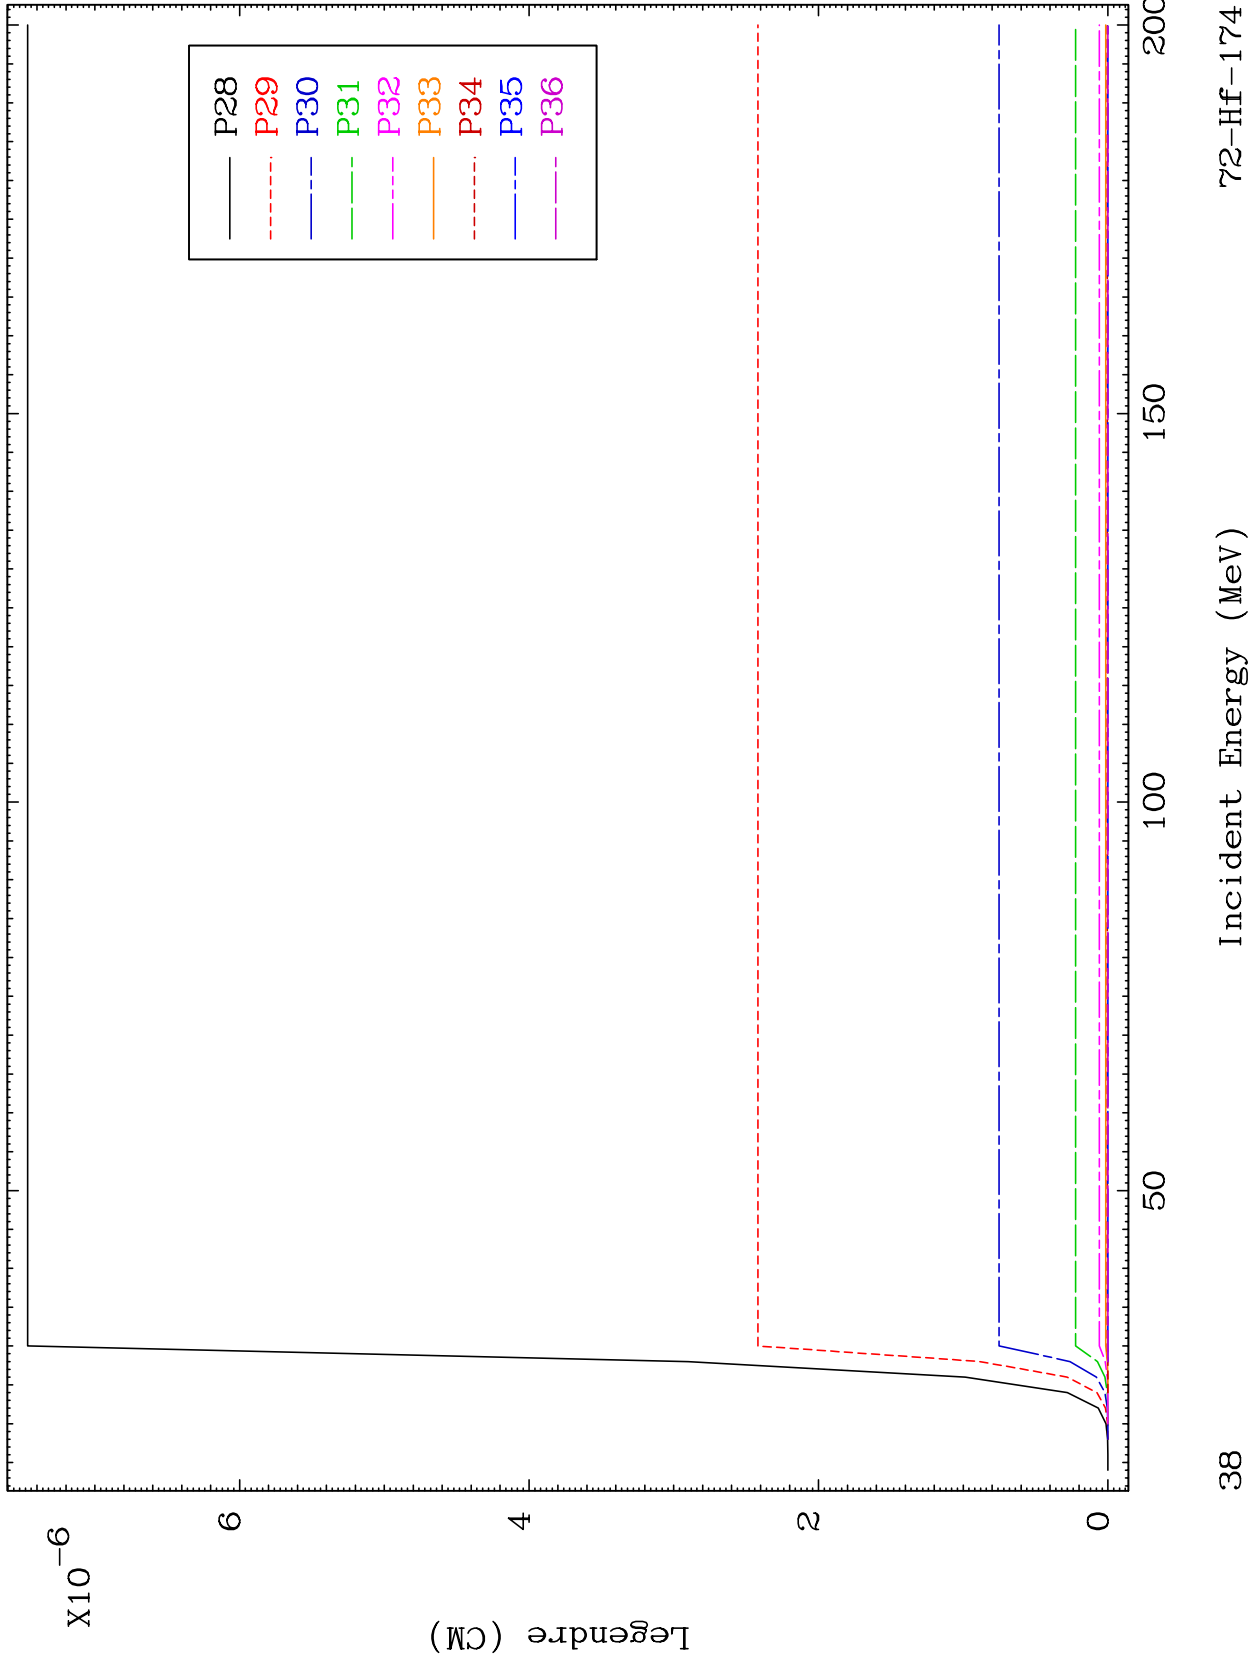 X10-6
Legendre (CM)
6
4
2
0
P28
P29
P30
P31
P32
P33
P34
P35
P36
50
100
150
200
Incident Energy (MeV)
38
72-Hf-174